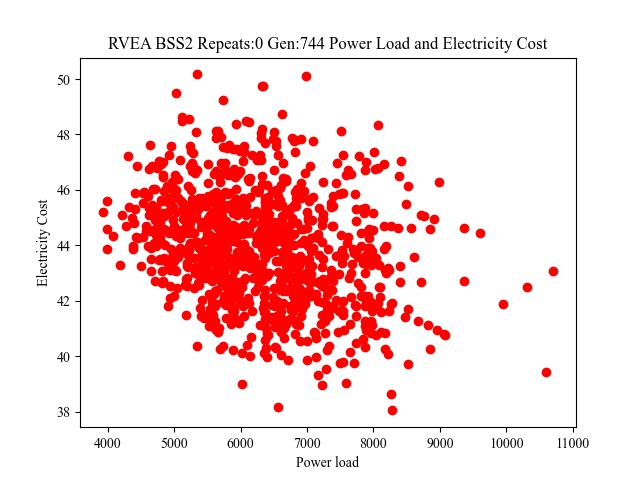 RVEA BSS2 Repeats:0 Gen:744 Power Load and Electricity Cost
50
48
46
44
42
40
38
Electricity Cost
4000 5000 6000 7000 8000 9000 10000 11000
Power load